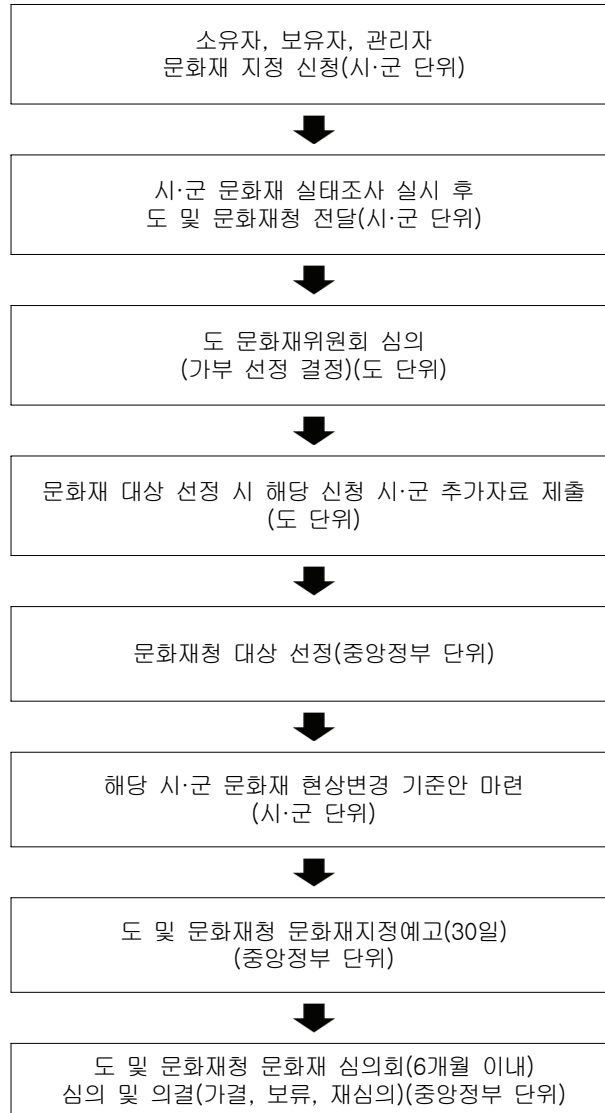 소유자, 보유자, 관리자
문화재 지정 신청(시·군 단위)
시·군 문화재 실태조사 실시 후
도 및 문화재청 전달(시·군 단위)
도 문화재위원회 심의
(가부 선정 결정)(도 단위)
문화재 대상 선정 시 해당 신청 시·군 추가자료 제출
(도 단위)
문화재청 대상 선정(중앙정부 단위)
해당 시·군 문화재 현상변경 기준안 마련
(시·군 단위)
도 및 문화재청 문화재지정예고(30일)
(중앙정부 단위)
도 및 문화재청 문화재 심의회(6개월 이내)
심의 및 의결(가결, 보류, 재심의)(중앙정부 단위)